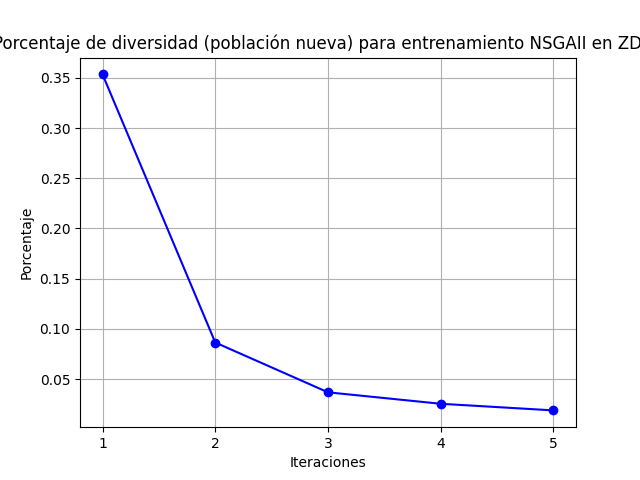 Porcentaje de diversidad (población nueva) para entrenamiento NSGAII en ZD
0.35
0.30
0.25
0.20
0.15
0.10
0.05
Porcentaje
1 2 3 4 5
Iteraciones